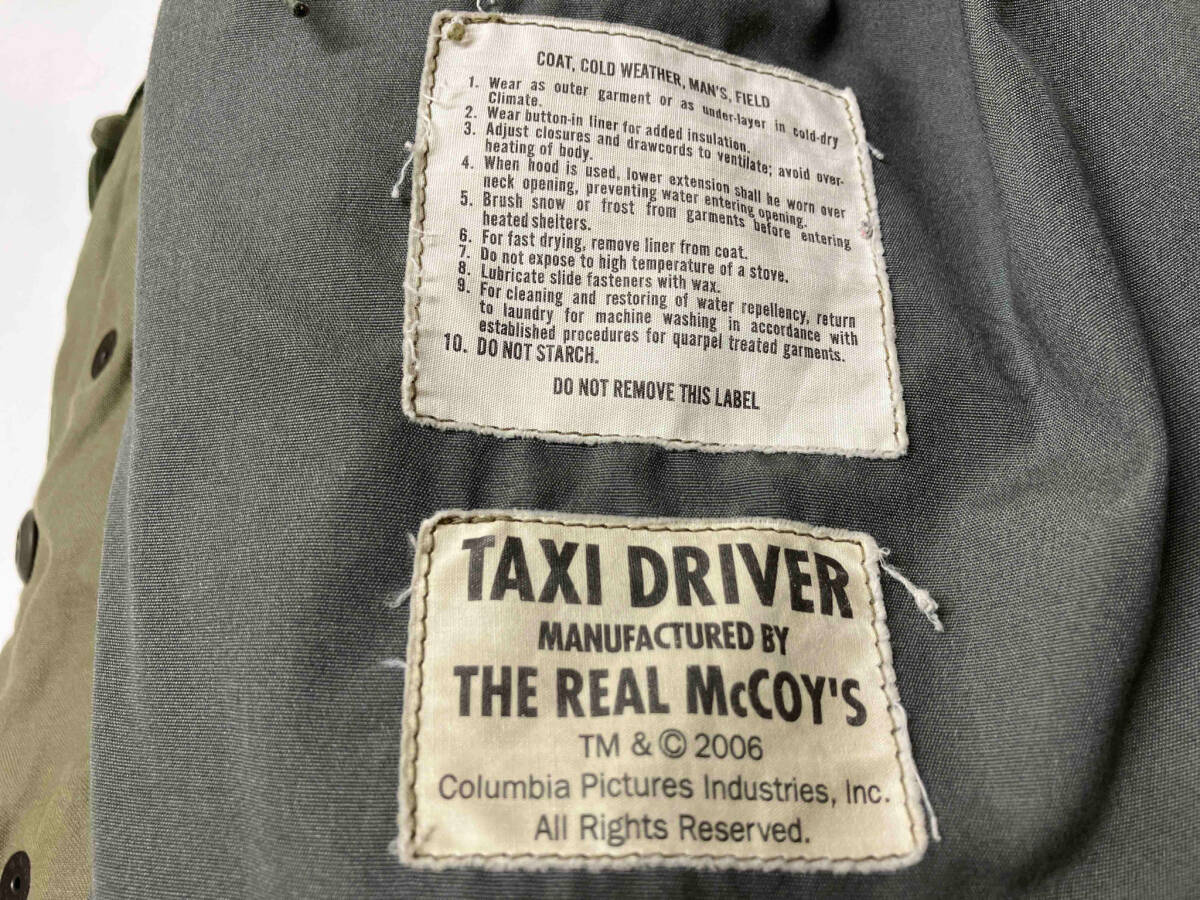 COAT, COLD WEATHER, MAN'S, FIELD
1. Wear as outer garment or as under-layer in cold-dry
Climate.
2. Wear button-in liner for added insulation.
3. Adjust closures and drawcords to ventilate; avoid over-
heating of body.
4. When hood is used, lower extension shall he worn over
neck opening, preventing water entering opening.
5. Brush snow or frost from garments before entering
heated shelters.
6. For fast drying, remove liner from coat.
7. Do not expose to high temperature of a stove.
8. Lubricate slide fasteners with wax.
9. For cleaning and restoring of water repellency, return
to laundry for machine washing in accordance with
established procedures for quarpel treated garments.
10. DO NOT STARCH.
DO NOT REMOVE THIS LABEL
TAXI DRIVER
MANUFACTURED BY
THE REAL McCOY'S
TM & © 2006
Columbia Pictures Industries, Inc.
All Rights Reserved.